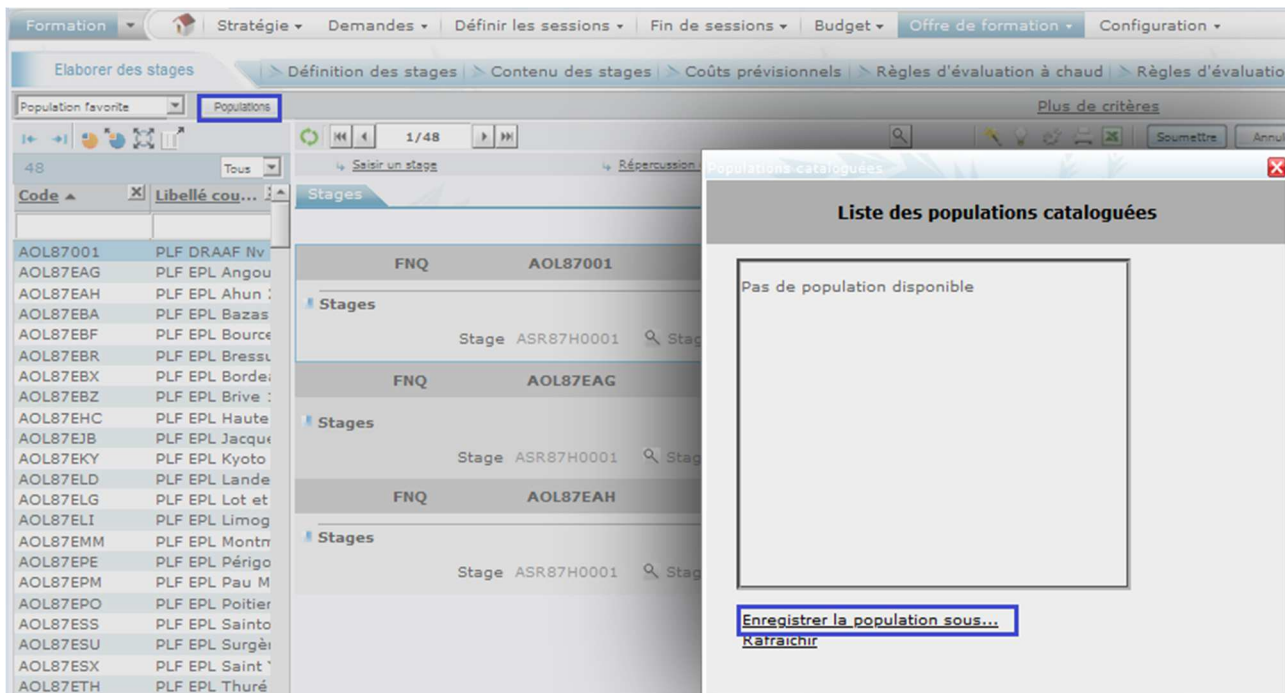 Formation Stratégie Demandes Définir les sessions Fin de sessions Budget Offre de formation Configuration
Elaborer des stages Définition des stages Contenu des stages Coûts prévisionnels Règles d'évaluation à chaud Règles d'évaluatio
Population favorite Populations Plus de critères
1/48 Soumettre Annul
48 Tous Saisir un stage Répercussion
Populations cataloguées
Code Libellé cou... Stages
Liste des populations cataloguées
AOL87001 PLF DRAAF Nv
AOL87EAG PLF EPL Angou
AOL87EAH PLF EPL Ahun
AOL87EBA PLF EPL Bazas
AOL87EBF PLF EPL Bource
AOL87EBR PLF EPL Bressu
AOL87EBX PLF EPL Bordea
AOL87EBZ PLF EPL Brive
AOL87EHC PLF EPL Haute
AOL87EJB PLF EPL Jacque
AOL87EKY PLF EPL Kyoto
AOL87ELD PLF EPL Lande
AOL87ELG PLF EPL Lot et
AOL87ELI PLF EPL Limog
AOL87EMM PLF EPL Montm
AOL87EPE PLF EPL Périgo
AOL87EPM PLF EPL Pau M
AOL87EPO PLF EPL Poitier
AOL87ESS PLF EPL Sainto
AOL87ESU PLF EPL Surgèr
AOL87ESX PLF EPL Saint
AOL87ETH PLF EPL Thuré
FNQ AOL87001
Stages
Stage ASR87H0001 Stag
FNQ AOL87EAG
Stages
Stage ASR87H0001 Stag
FNQ AOL87EAH
Stages
Stage ASR87H0001 Stag
Pas de population disponible
Enregistrer la population sous...
Rafraichir